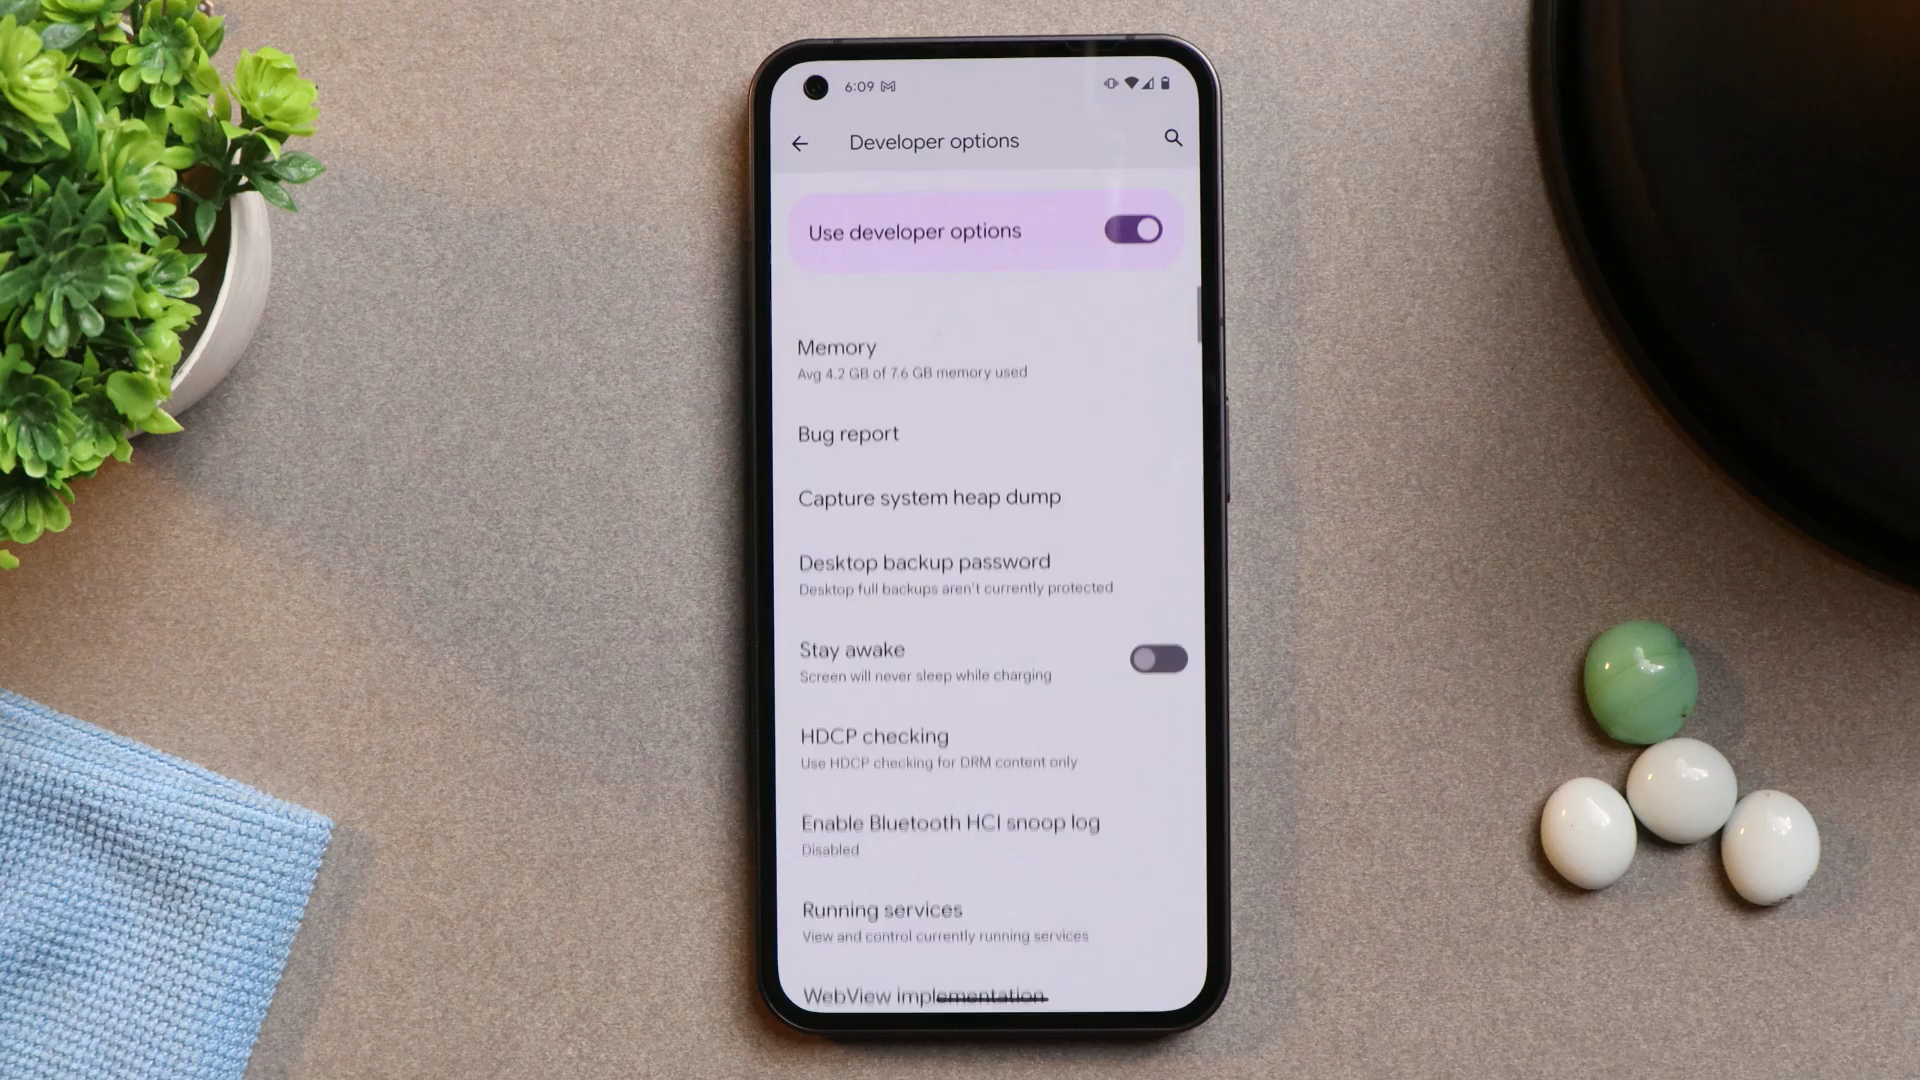 6:09
Developer options
Use developer options
Memory
Avg 4.2 GB of 7.6 GB memory used
Bug report
Capture system heap dump
Desktop backup password
Desktop full backups aren't currently protected
Stay awake
Screen will never sleep while charging
HDCP checking
Use HDCP checking for DRM content only
Enable Bluetooth HCI snoop log
Disabled
Running services
View and control currently running services
WebView implementation